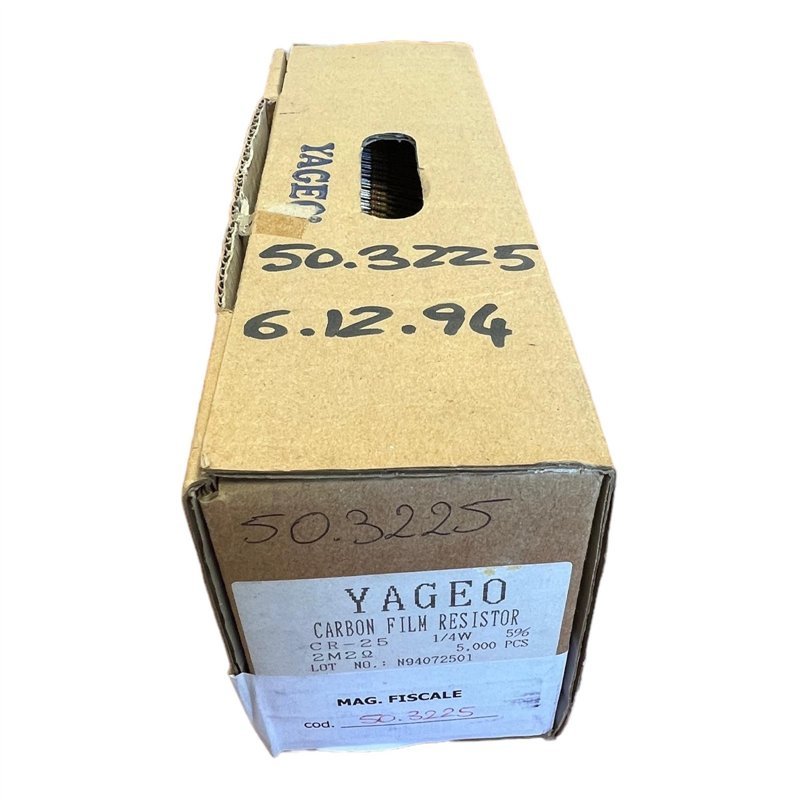 YAGEO
50.3225
6.12.94
50.3225
YAGEO
CARBON FILM RESISTOR
CR-25 1/4W 5%
2M2Ω 5,000 PCS
LOT NO.: N94072501
MAG. FISCALE
cod. 50.3225